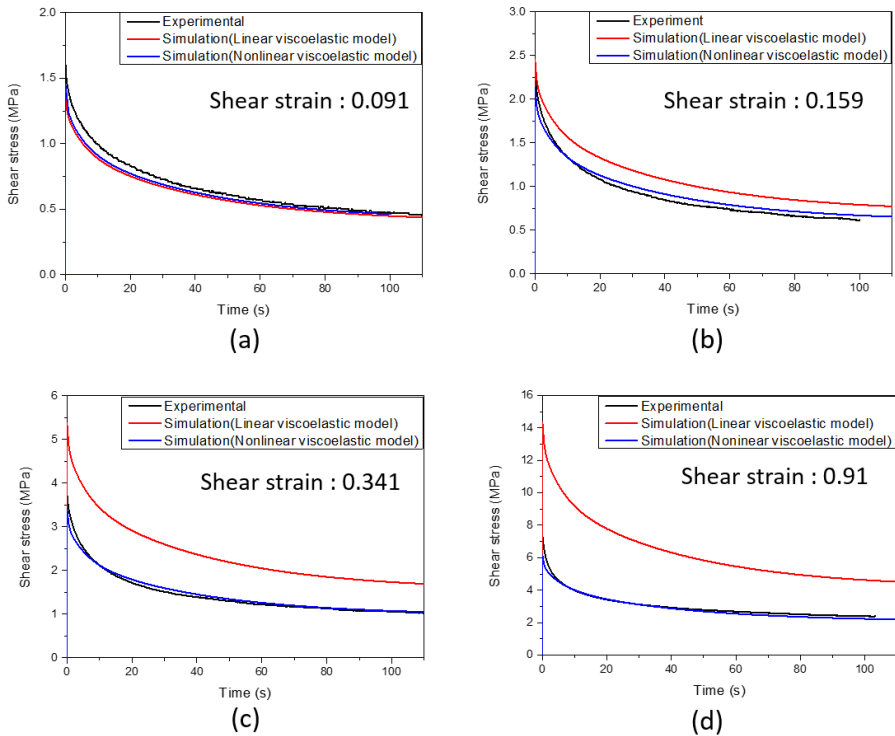 2.0
1.5
1.0
0.5
0.0
Shear stress (MPa)
Experimental
Simulation(Linear viscoelastic model)
Simulation(Nonlinear viscoelastic model)
Shear strain : 0.091
0 20 40 60 80 100
Time (s)
(a)
3.0
2.5
2.0
1.5
1.0
0.5
0.0
Shear stress (MPa)
Experiment
Simulation(Linear viscoelastic model)
Simulation(Nonlinear viscoelastic model)
Shear strain : 0.159
0 20 40 60 80 100
Time (s)
(b)
6
5
4
3
2
1
0
Shear stress (MPa)
Experimental
Simulation(Linear viscoelastic model)
Simulation(Nonlinear viscoelastic model)
Shear strain : 0.341
0 20 40 60 80 100
Time (s)
(c)
16
14
12
10
8
6
4
2
0
Shear stress (MPa)
Experimental
Simulation(Linear viscoelastic model)
Simulation(Noninear viscoelastic model)
Shear strain : 0.91
0 20 40 60 80 100
Time (s)
(d)